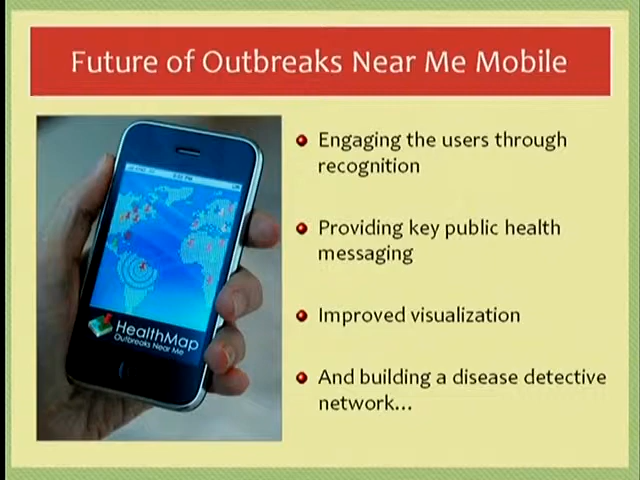 Future of Outbreaks Near Me Mobile
Engaging the users through
recognition
Providing key public health
messaging
Improved visualization
And building a disease detective
network...
HealthMap
Outbreaks Near Me